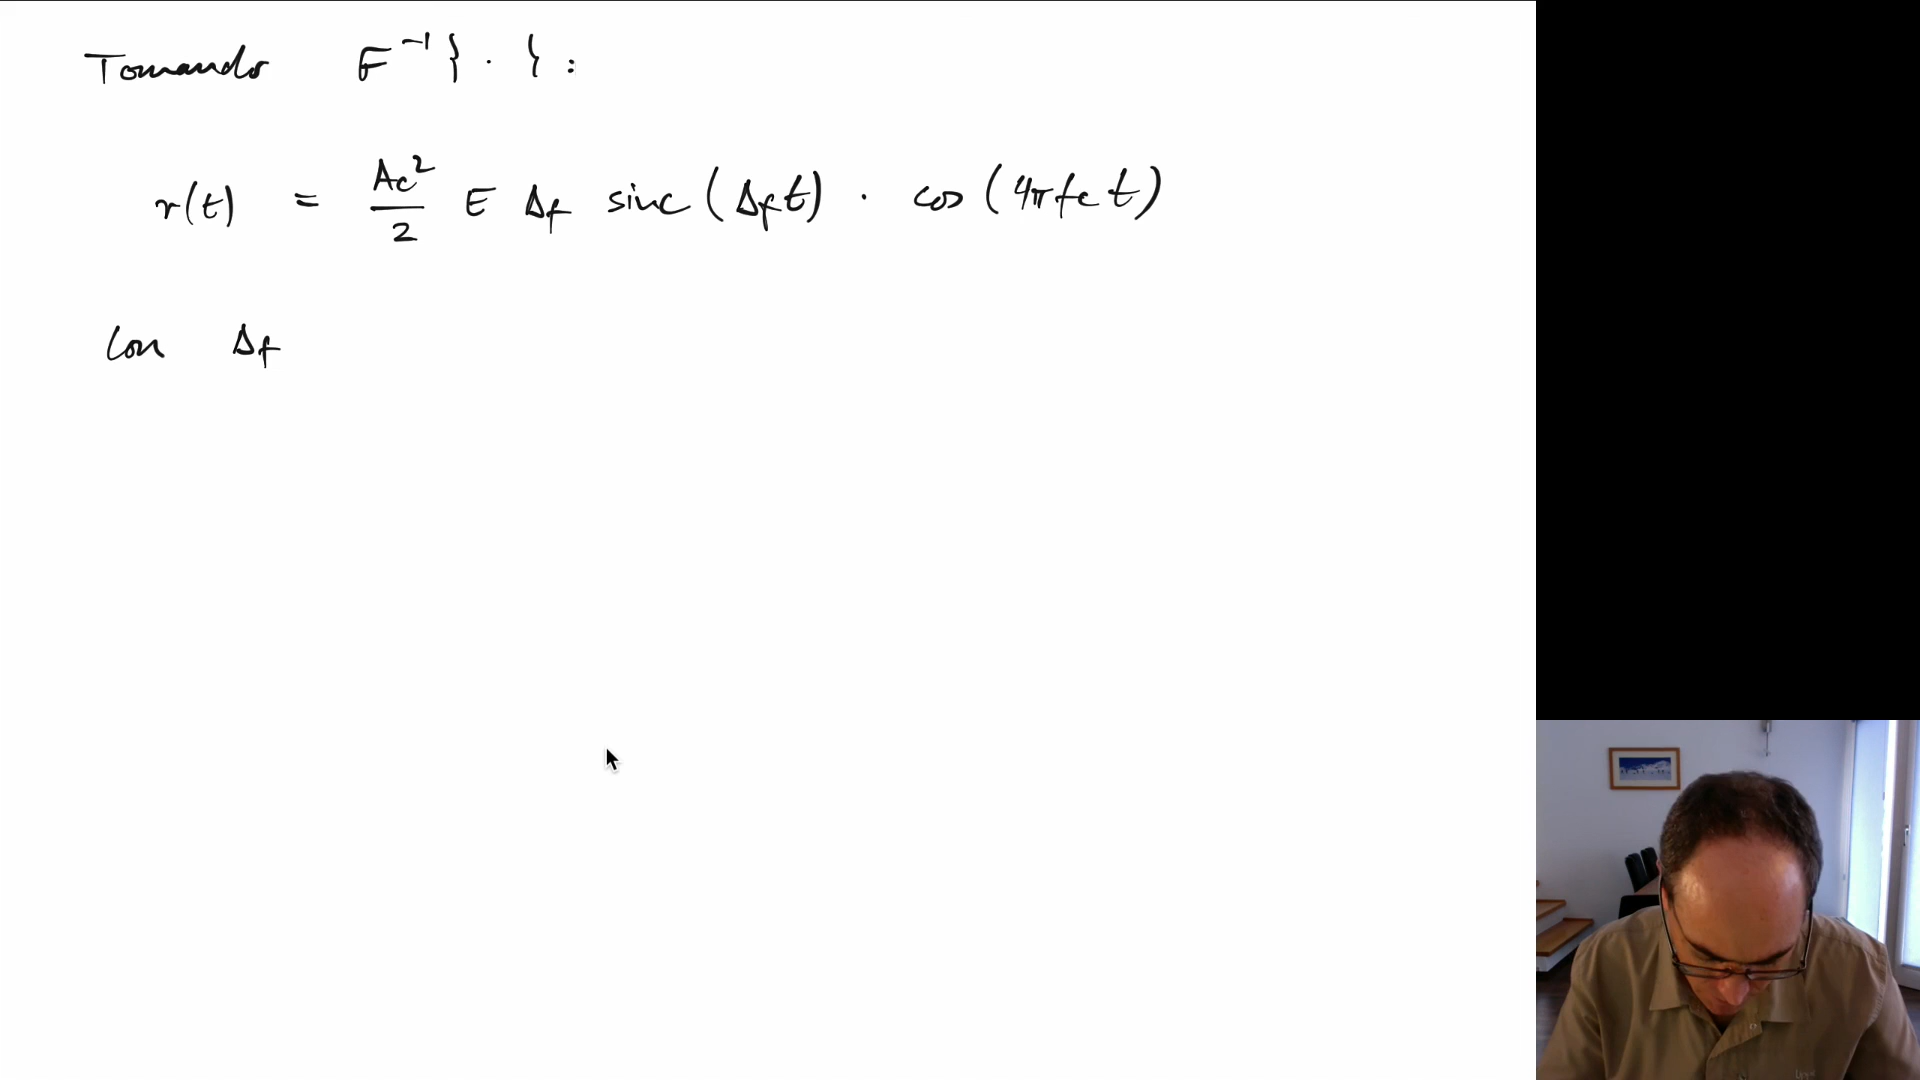 Tomando F⁻¹{ · } :
r(t) = Ac²/2 E Δf sinc(Δf t) · cos(4πfc t)
Con Δf